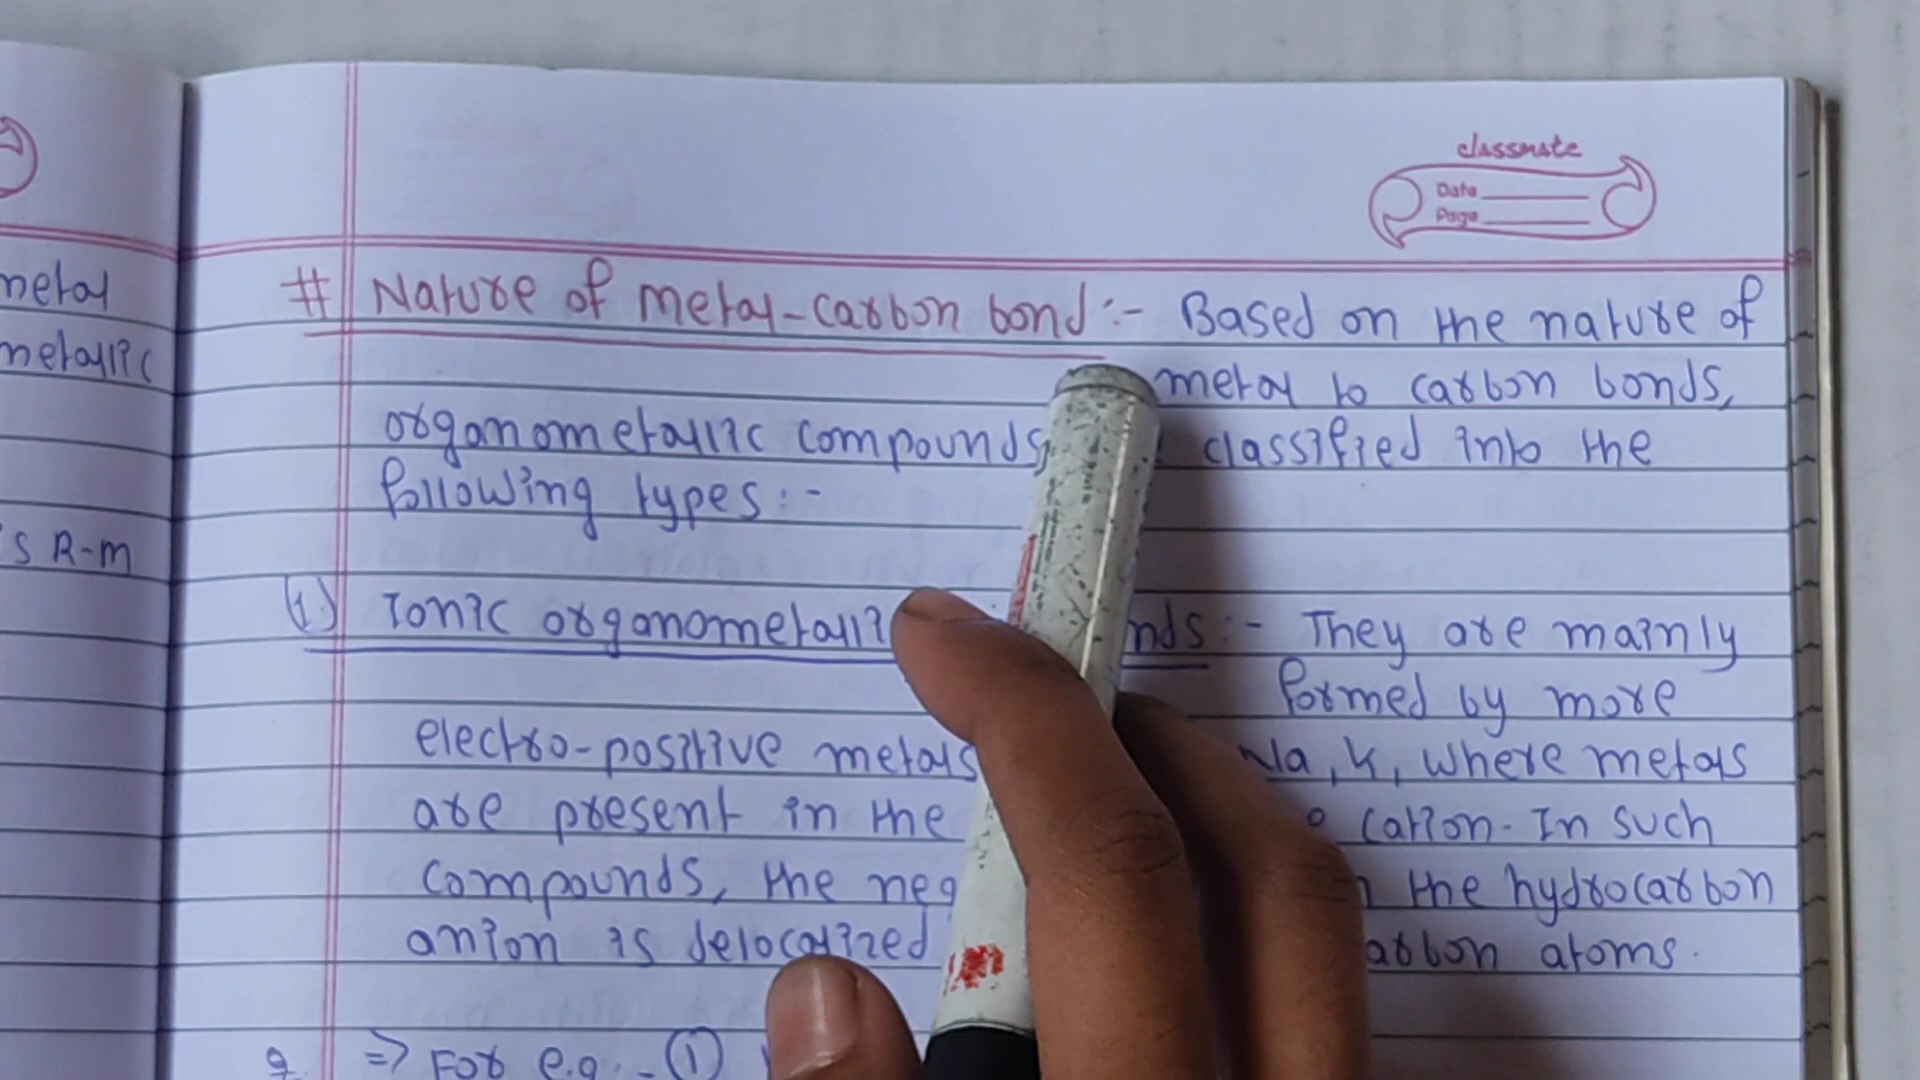 classmate
Date
Page
metal
metallic
is R-M
# Nature of metal-carbon bond :- Based on the nature of
metal to carbon bonds,
organometallic compounds classified into the
following types :-
(1.) Ionic organometallic nds :- They are mainly
formed by more
electro-positive metals Na, K, where metals
are present in the cation. In such
compounds, the neg the hydrocarbon
anion is delocalized carbon atoms.
=> For e.g. - (1)